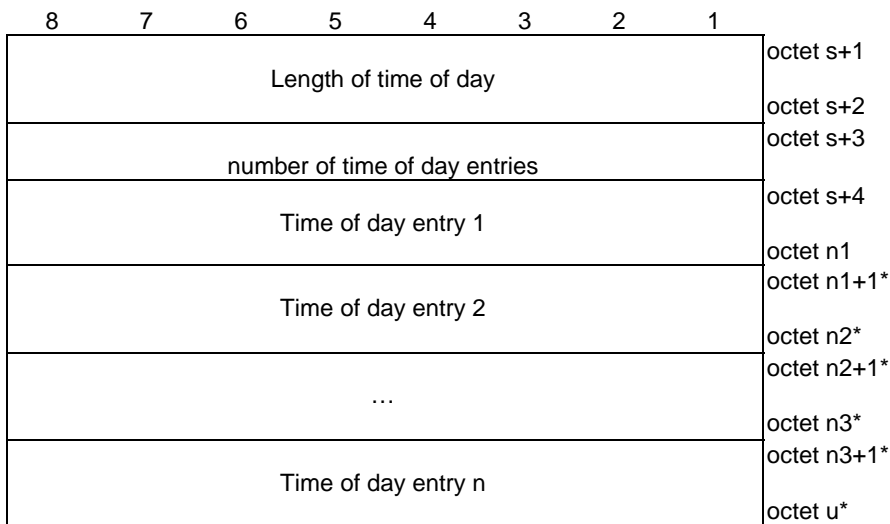 8 7 6 5 4 3 2 1
Length of time of day
octet s+1
octet s+2
number of time of day entries
octet s+3
Time of day entry 1
octet s+4
octet n1
Time of day entry 2
octet n1+1*
octet n2*
…
octet n2+1*
octet n3*
Time of day entry n
octet n3+1*
octet u*